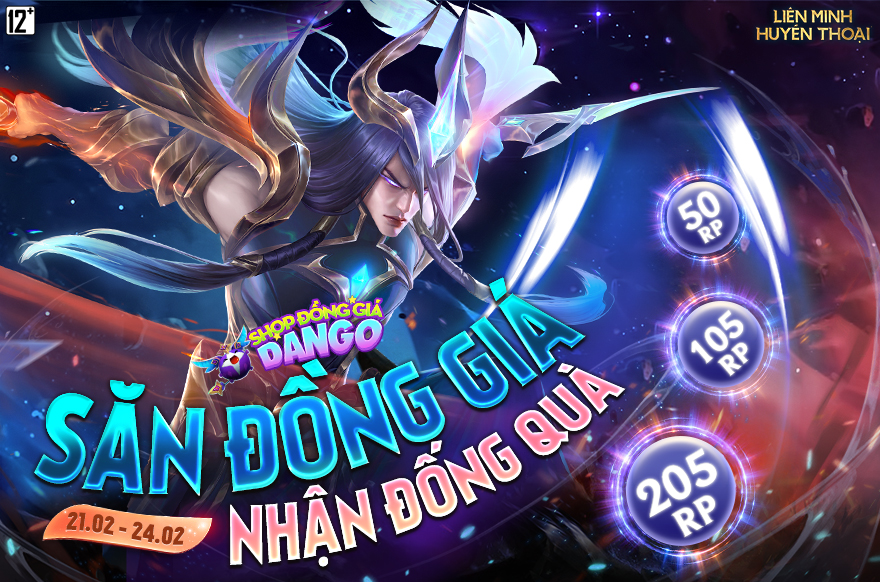 12+
LIÊN MINH
HUYỀN THOẠI
50
RP
SHOP ĐỒNG GIÁ
DANGO
105
RP
SĂN ĐỒNG GIÁ
NHẬN ĐỐNG QUÀ
205
RP
21.02 - 24.02